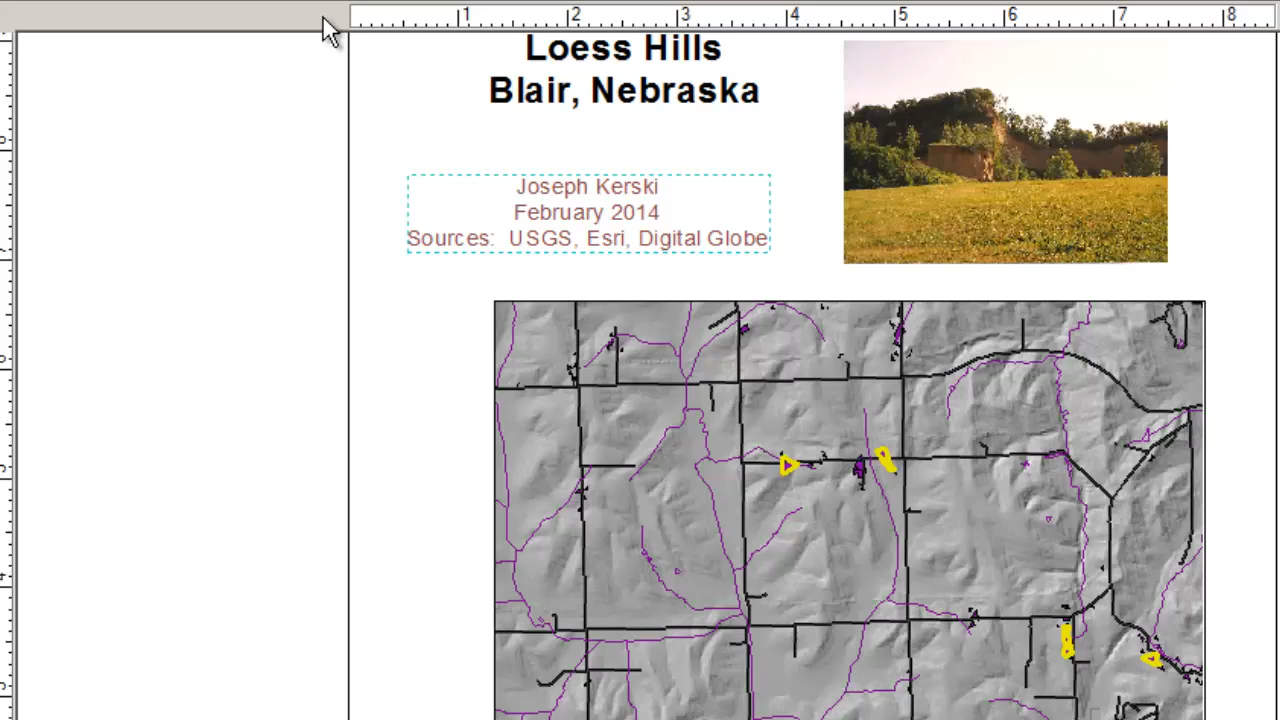 1 2 3 4 5 6 7 8
Loess Hills
Blair, Nebraska
Joseph Kerski
February 2014
Sources:  USGS, Esri, Digital Globe